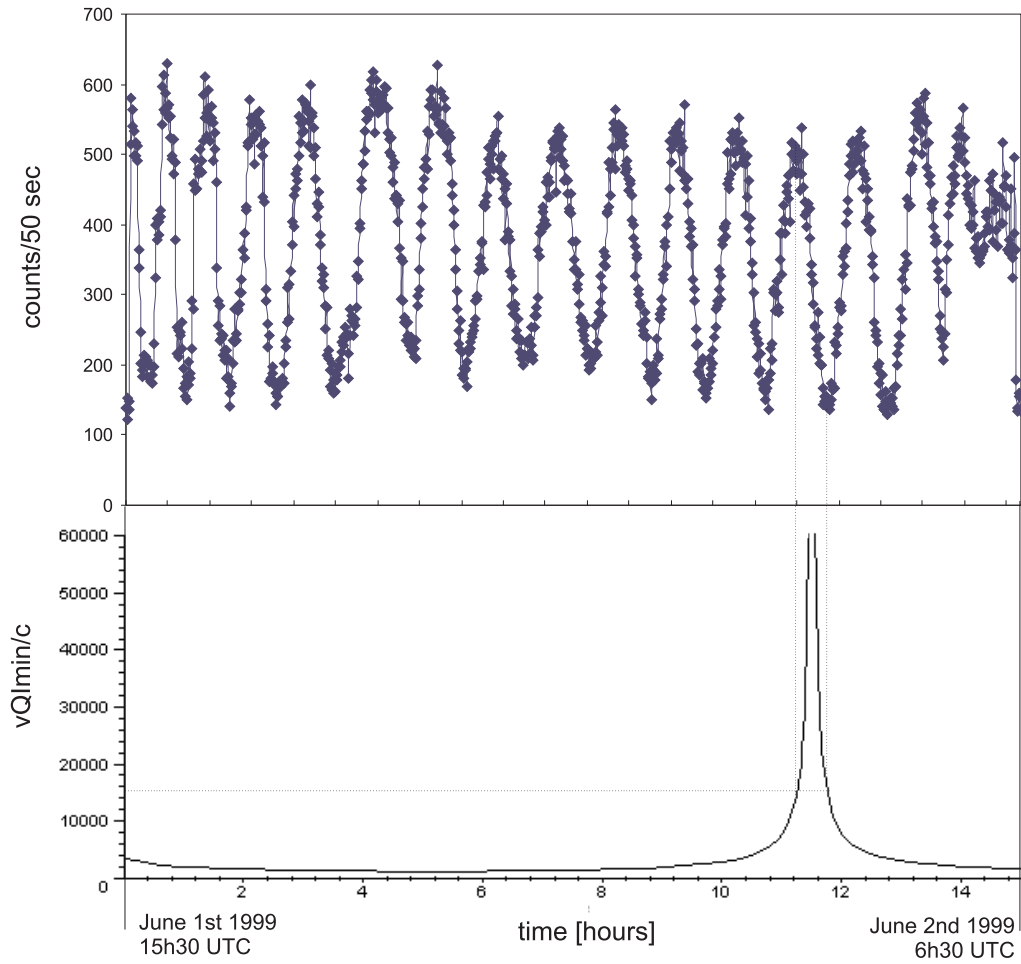 700
600
500
400
300
200
100
0
counts/50 sec
60000
50000
40000
30000
20000
10000
0
vQImin/c
2 4 6 8 10 12 14
June 1st 1999
15h30 UTC
time [hours]
June 2nd 1999
6h30 UTC